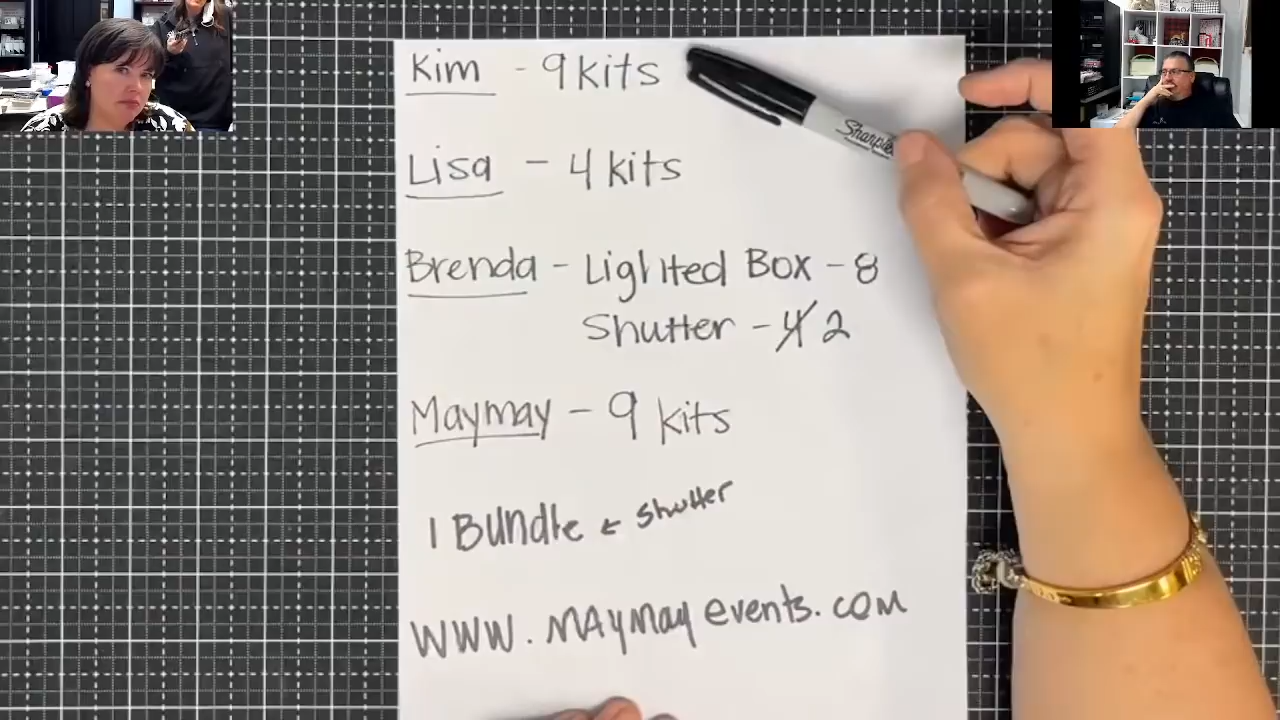 Kim - 9 kits
Sharpie
Lisa - 4 kits
Brenda - Lighted Box - 8
Shutter - 4 2
Maymay - 9 kits
1 Bundle ← shutter
www.maymayevents.com